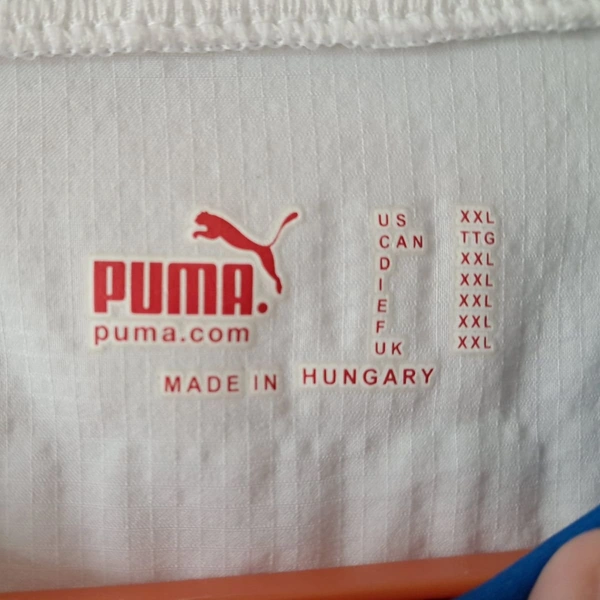 PUMA.
puma.com
US XXL
CAN TTG
D XXL
I XXL
E XXL
F XXL
UK XXL
MADE IN HUNGARY